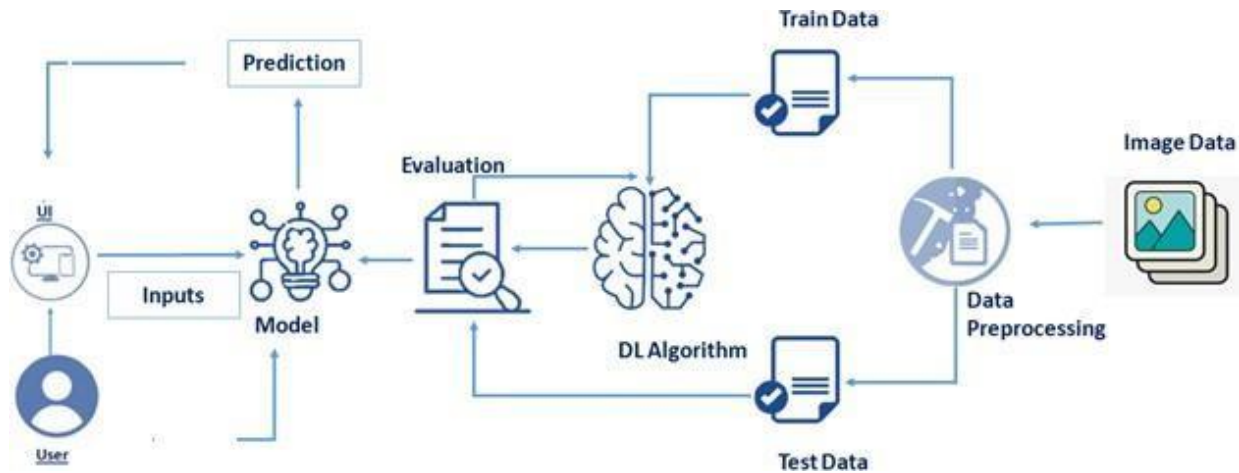 Train Data
Prediction
Image Data
Evaluation
UI
Inputs
Model
Data
Preprocessing
DL Algorithm
User
Test Data